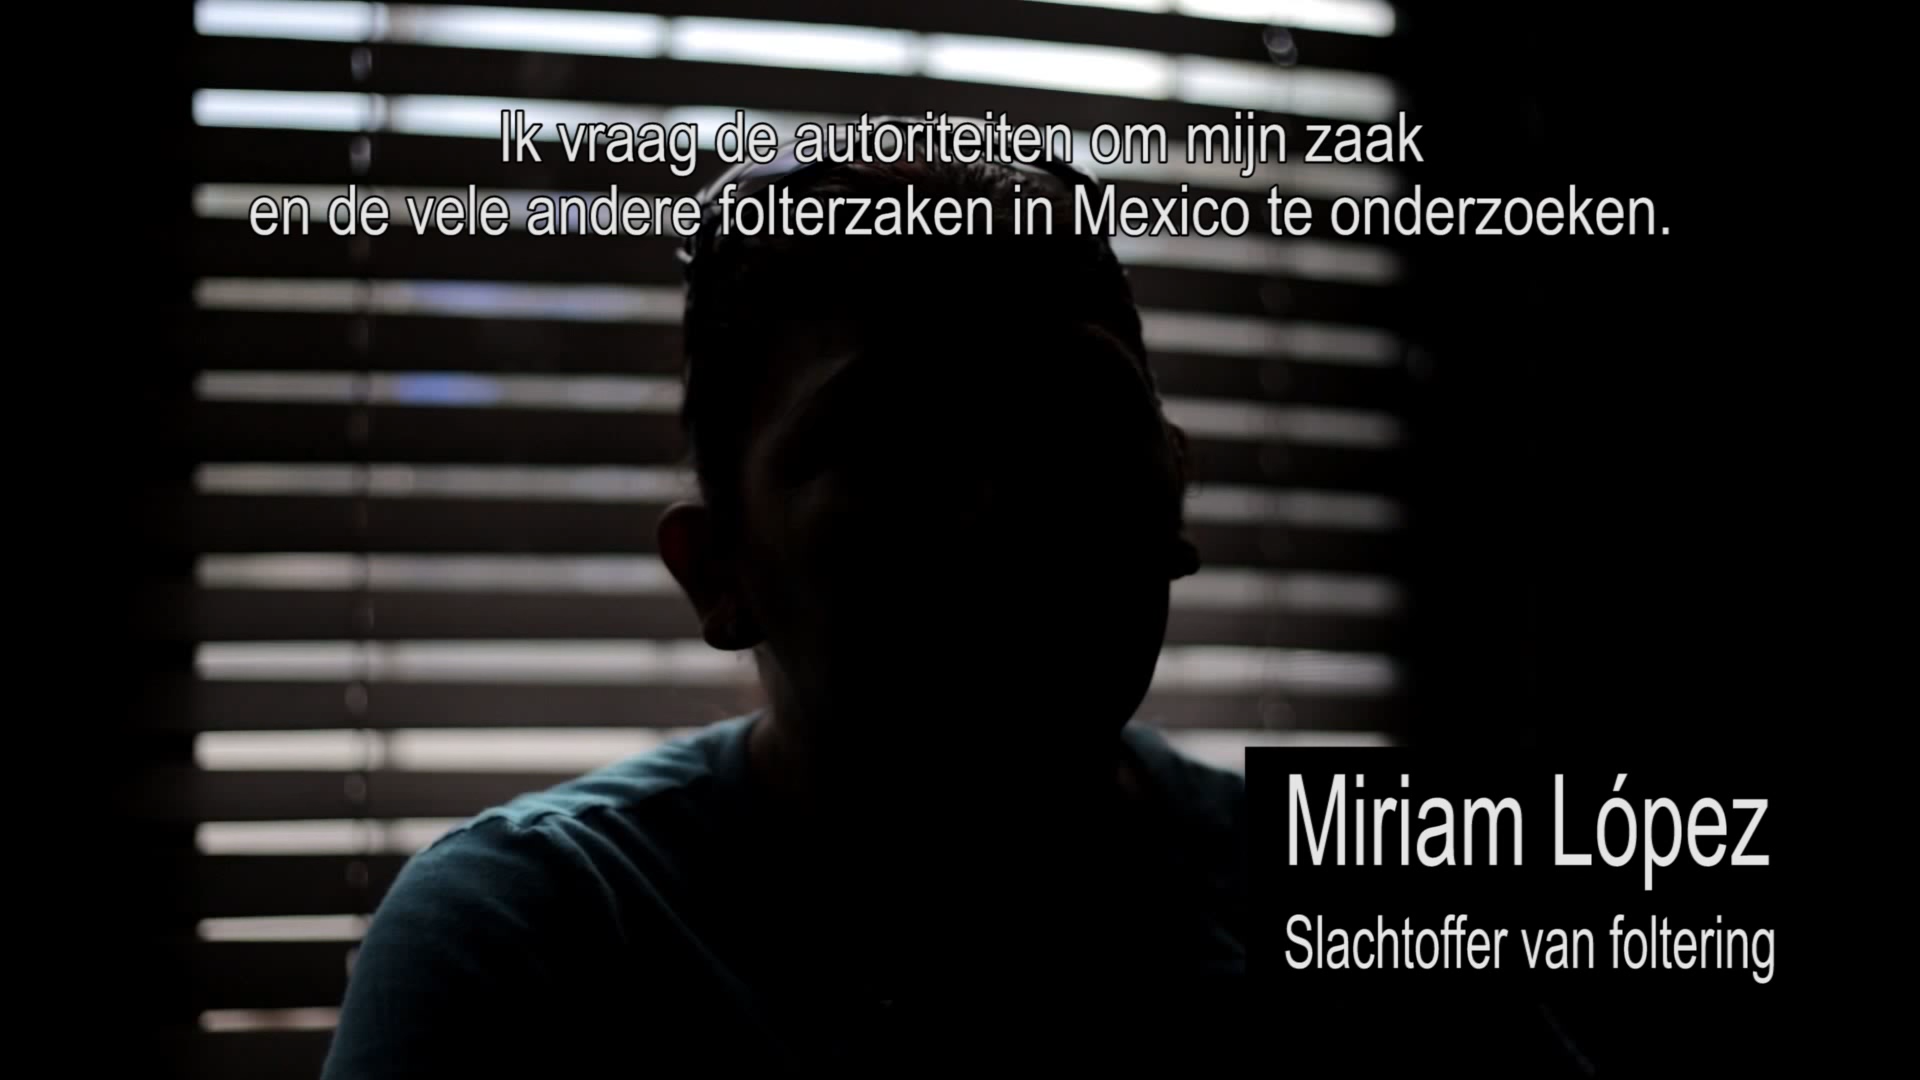 Ik vraag de autoriteiten om mijn zaak
en de vele andere folterzaken in Mexico te onderzoeken.
Miriam López
Slachtoffer van foltering